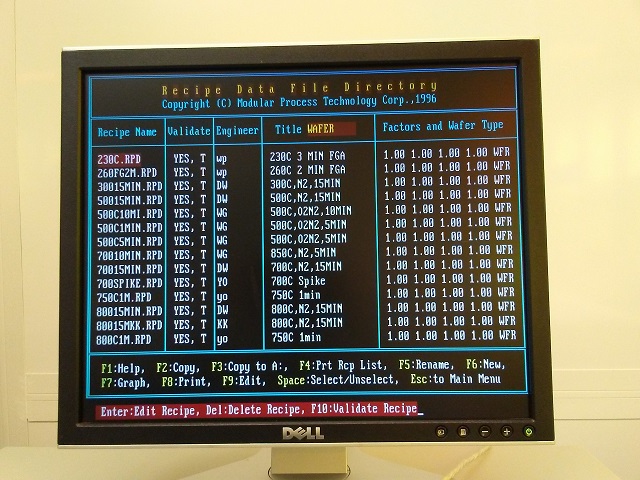 Recipe Data File Directory
Copyright (C) Modular Process Technology Corp.,1996
Recipe Name Validate Engineer Title WAFER Factors and Wafer Type
230C.RPD YES, T wp 230C 3 MIN FGA 1.00 1.00 1.00 1.00 WFR
260FG2M.RPD YES, T wp 260C 2 MIN FGA 1.00 1.00 1.00 1.00 WFR
30015MIN.RPD YES, T DW 300C,N2,15MIN 1.00 1.00 1.00 1.00 WFR
50015MIN.RPD YES, T DW 500C,N2,15MIN 1.00 1.00 1.00 1.00 WFR
500C10MI.RPD YES, T WG 500C,O2N2,10MIN 1.00 1.00 1.00 1.00 WFR
500C1MIN.RPD YES, T WG 500C,O2N2,5MIN 1.00 1.00 1.00 1.00 WFR
500C5MIN.RPD YES, T WG 500C,O2N2,5MIN 1.00 1.00 1.00 1.00 WFR
70010MIN.RPD YES, T WG 850C,N2,5MIN 1.00 1.00 1.00 1.00 WFR
70015MIN.RPD YES, T DW 700C,N2,15MIN 1.00 1.00 1.00 1.00 WFR
700SPIKE.RPD YES, T YO 700C Spike 1.00 1.00 1.00 1.00 WFR
750C1M.RPD YES, T yo 750C 1min 1.00 1.00 1.00 1.00 WFR
80015MIN.RPD YES, T DW 800C,N2,15MIN 1.00 1.00 1.00 1.00 WFR
80015MKK.RPD YES, T KK 800C,N2,15MIN 1.00 1.00 1.00 1.00 WFR
800C1M.RPD YES, T yo 750C 1min 1.00 1.00 1.00 1.00 WFR
F1:Help, F2:Copy, F3:Copy to A:, F4:Prt Rcp List, F5:Rename, F6:New,
F7:Graph, F8:Print, F9:Edit, Space:Select/Unselect, Esc:to Main Menu
Enter:Edit Recipe, Del:Delete Recipe, F10:Validate Recipe_
DELL